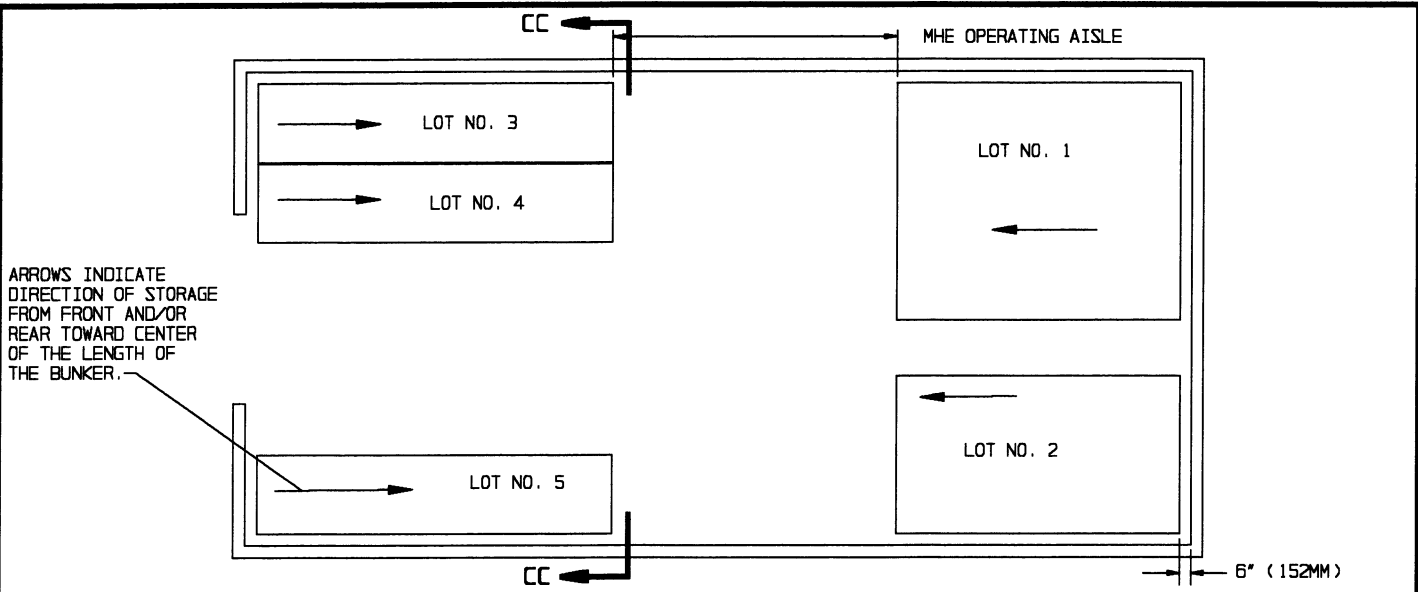 CC
MHE OPERATING AISLE
LOT NO. 3
LOT NO. 1
LOT NO. 4
ARROWS INDICATE
DIRECTION OF STORAGE
FROM FRONT AND/OR
REAR TOWARD CENTER
OF THE LENGTH OF
THE BUNKER.
LOT NO. 2
LOT NO. 5
CC
6" (152MM)